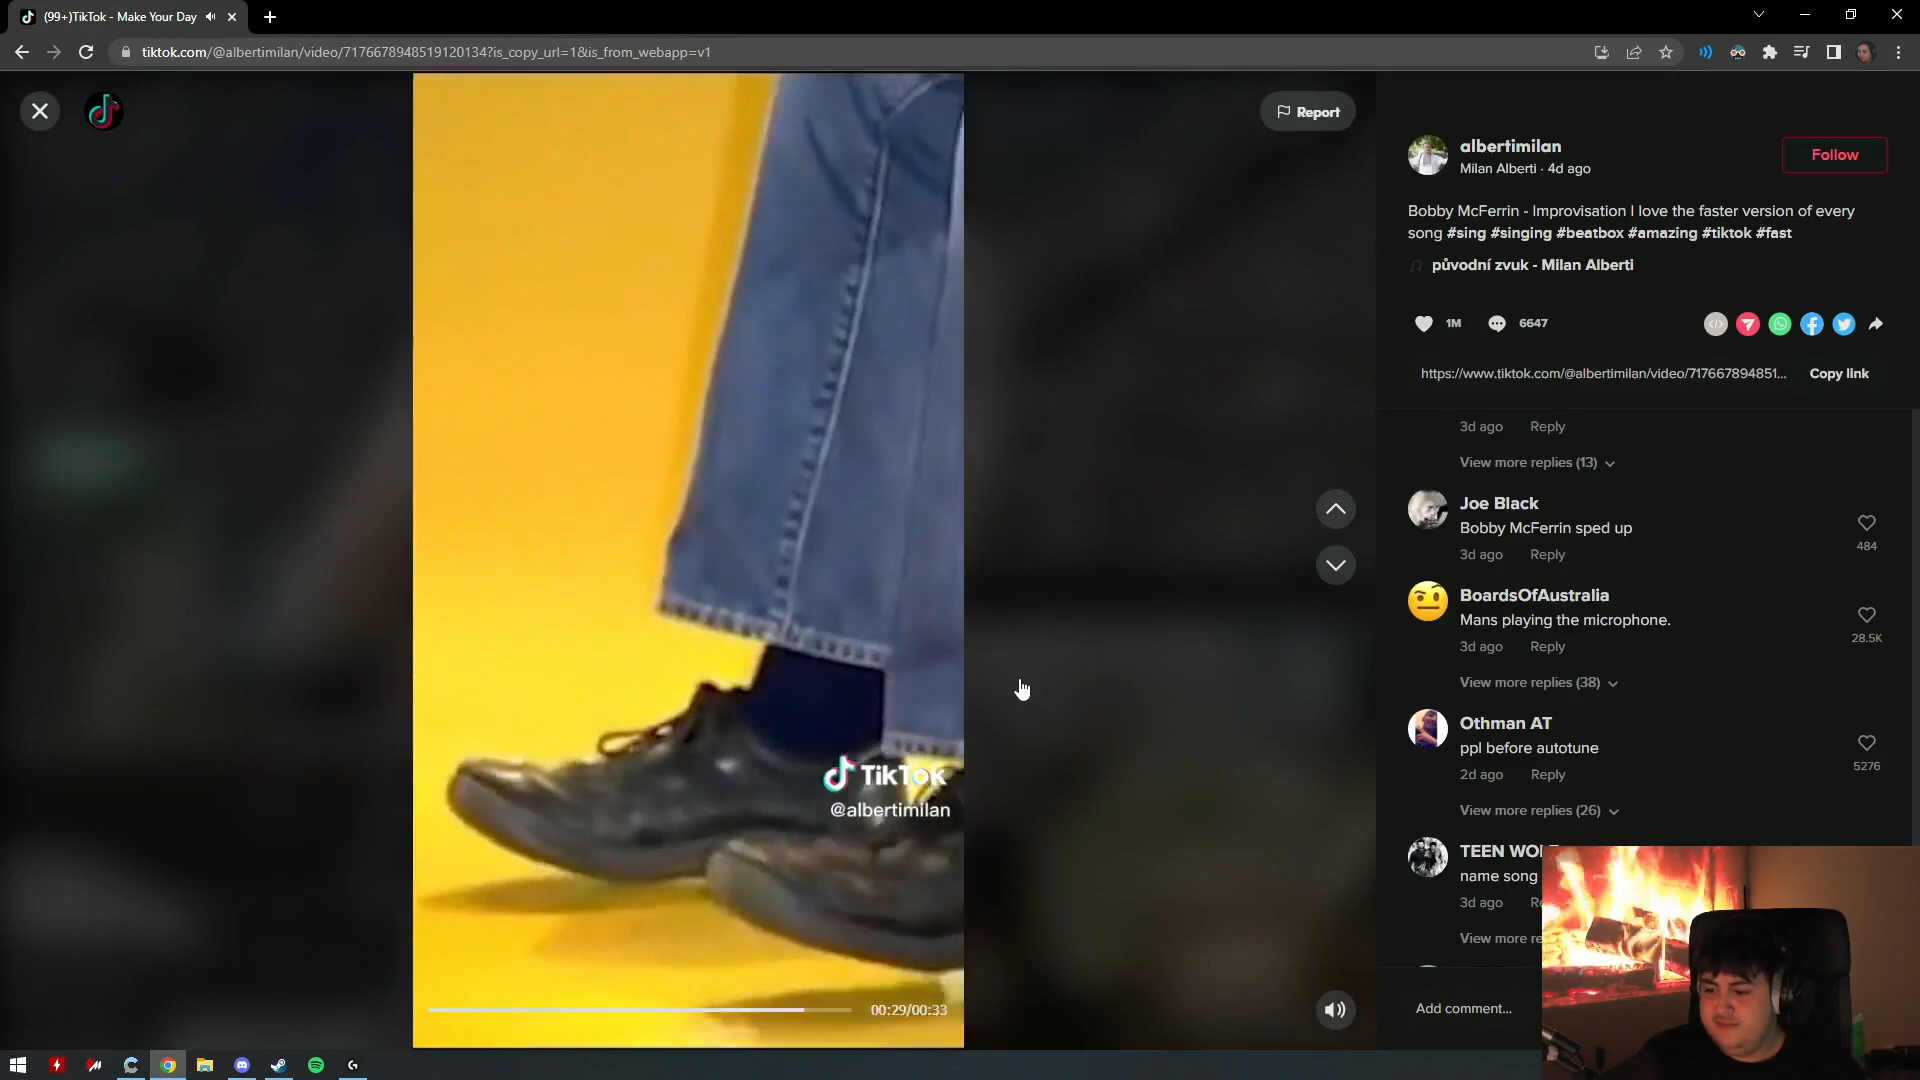 (99+)TikTok - Make Your Day
tiktok.com/@albertimilan/video/7176678948519120134?is_copy_url=1&is_from_webapp=v1
Report
albertimilan
Milan Alberti · 4d ago
Follow
Bobby McFerrin - Improvisation I love the faster version of every
song #sing #singing #beatbox #amazing #tiktok #fast
původní zvuk - Milan Alberti
1M
6647
https://www.tiktok.com/@albertimilan/video/717667894851...
Copy link
3d ago Reply
View more replies (13)
Joe Black
Bobby McFerrin sped up
484
3d ago Reply
BoardsOfAustralia
Mans playing the microphone.
28.5K
3d ago Reply
View more replies (38)
Othman AT
ppl before autotune
5276
2d ago Reply
View more replies (26)
TEEN
name song
3d ago
View more
TikTok
@albertimilan
00:29/00:33
Add comment...